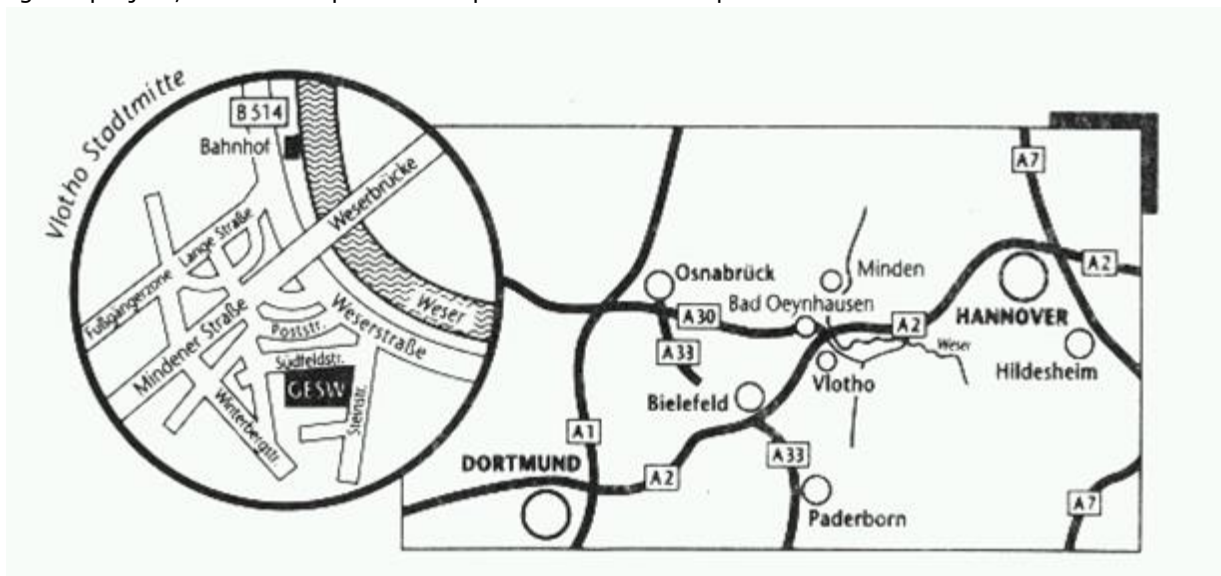 Vlotho Stadtmitte
B 514
Bahnhof
Weserbrücke
Lange Straße
Fußgängerzone
Weser
Weserstraße
Mindener Straße
Poststr.
Südfeldstr.
GESW
Steinstr.
Winterbergstr.
A7
A2
Osnabrück
Minden
Bad Oeynhausen
A30
A2
HANNOVER
A33
Weser
Hildesheim
Vlotho
Bielefeld
A1
A33
DORTMUND
A2
Paderborn
A7